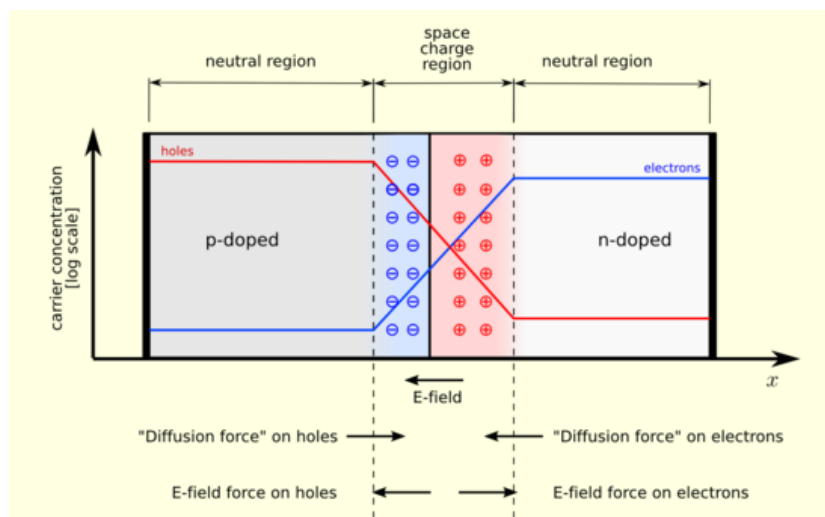 space
charge
region
neutral region
neutral region
holes
electrons
carrier concentration
[log scale]
p-doped
n-doped
⊖ ⊖ ⊕ ⊕
⊖ ⊖ ⊕ ⊕
⊖ ⊖ ⊕ ⊕
⊖ ⊖ ⊕ ⊕
⊖ ⊖ ⊕ ⊕
⊖ ⊖ ⊕ ⊕
⊖ ⊖ ⊕ ⊕
x
E-field
"Diffusion force" on holes
"Diffusion force" on electrons
E-field force on holes
E-field force on electrons